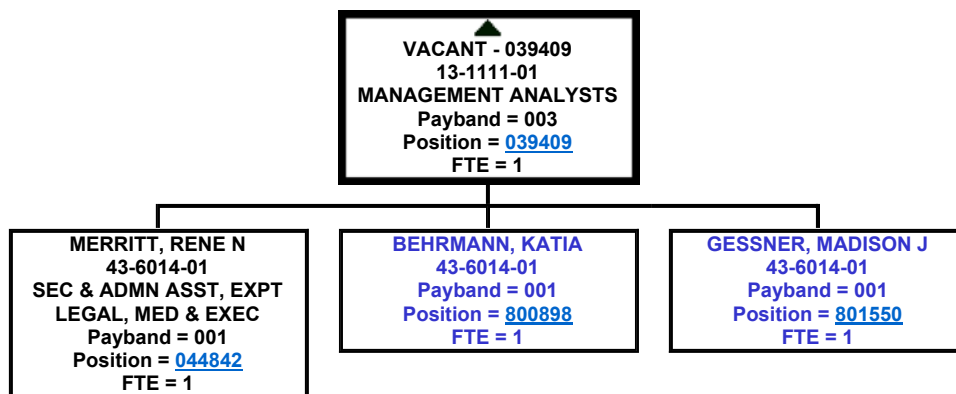 VACANT - 039409
13-1111-01
MANAGEMENT ANALYSTS
Payband = 003
Position = 039409
FTE = 1
MERRITT, RENE N
43-6014-01
SEC & ADMN ASST, EXPT
LEGAL, MED & EXEC
Payband = 001
Position = 044842
FTE = 1
BEHRMANN, KATIA
43-6014-01
Payband = 001
Position = 800898
FTE = 1
GESSNER, MADISON J
43-6014-01
Payband = 001
Position = 801550
FTE = 1